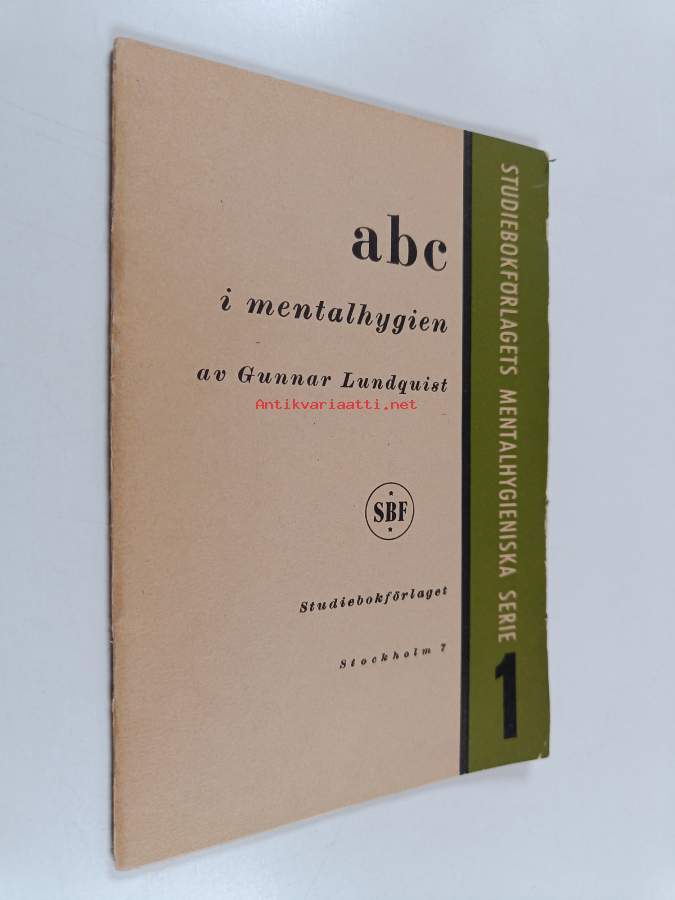 abc
i mentalhygien
av Gunnar Lundquist
Antikvariaatti.net
SBF
Studiebokförlaget
Stockholm 7
STUDIEBOKFÖRLAGETS MENTALHYGIENISKA SERIE
1